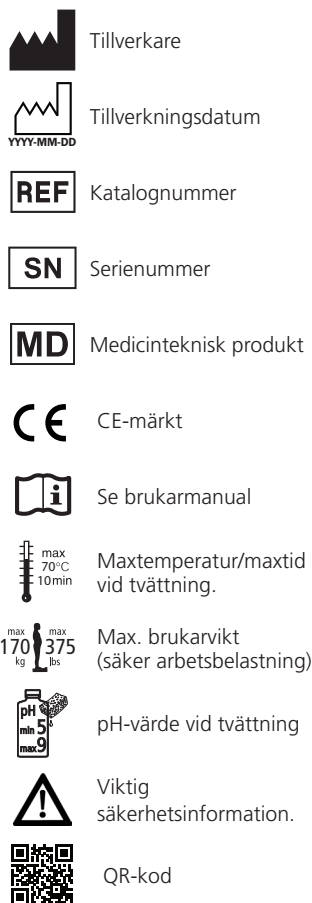 Tillverkare
YYYY-MM-DD
Tillverkningsdatum
REF
Katalognummer
SN
Serienummer
MD
Medicinteknisk produkt
CE
CE-märkt
i
Se brukarmanual
max
70°C
10min
Maxtemperatur/maxtid
vid tvättning.
max max
170 375
kg lbs
Max. brukarvikt
(säker arbetsbelastning)
pH
min 5
max 9
pH-värde vid tvättning
!
Viktig
säkerhetsinformation.
QR-kod